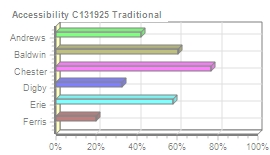 Accessibility C131925 Traditional
Andrews
Baldwin
Chester
Digby
Erie
Ferris
0% 20% 40% 60% 80% 100%